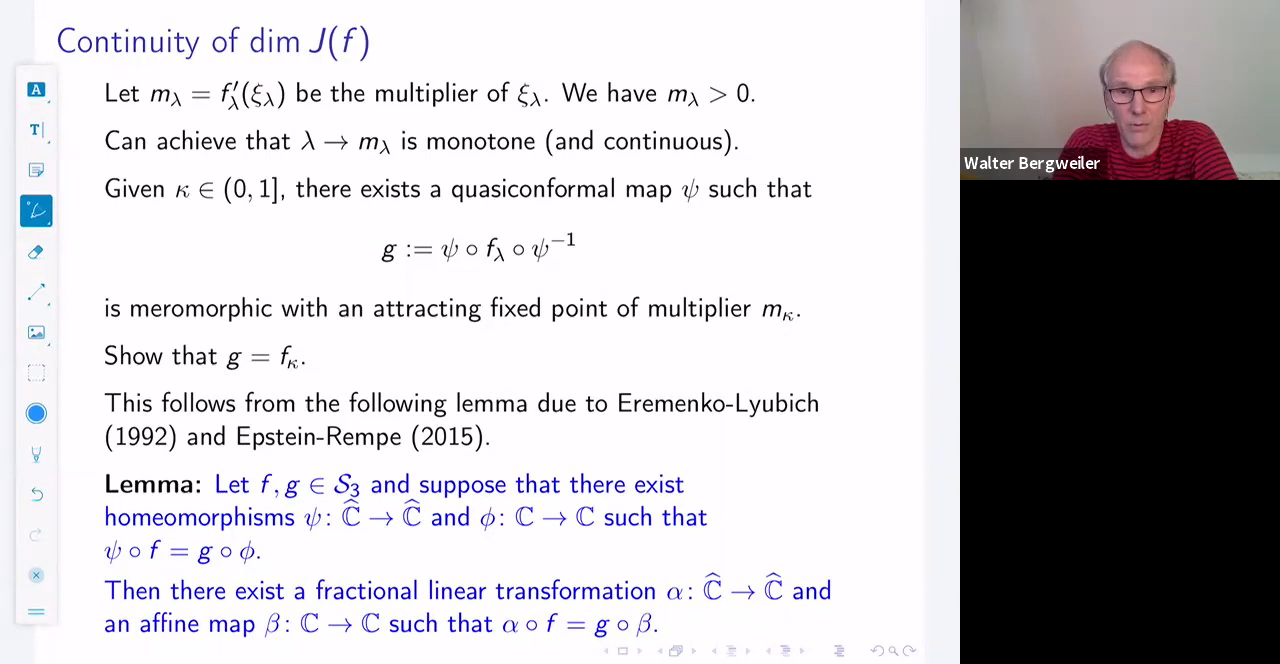 Continuity of dim J(f)
Let m_λ = f′_λ(ξ_λ) be the multiplier of ξ_λ. We have m_λ > 0.
Can achieve that λ → m_λ is monotone (and continuous).
Given κ ∈ (0, 1], there exists a quasiconformal map ψ such that
g := ψ ∘ f_λ ∘ ψ⁻¹
is meromorphic with an attracting fixed point of multiplier m_κ.
Show that g = f_κ.
This follows from the following lemma due to Eremenko-Lyubich
(1992) and Epstein-Rempe (2015).
Lemma: Let f, g ∈ 𝒮₃ and suppose that there exist
homeomorphisms ψ: ℂ̂ → ℂ̂ and ϕ: ℂ → ℂ such that
ψ ∘ f = g ∘ ϕ.
Then there exist a fractional linear transformation α: ℂ̂ → ℂ̂ and
an affine map β: ℂ → ℂ such that α ∘ f = g ∘ β.
A
T
Walter Bergweiler